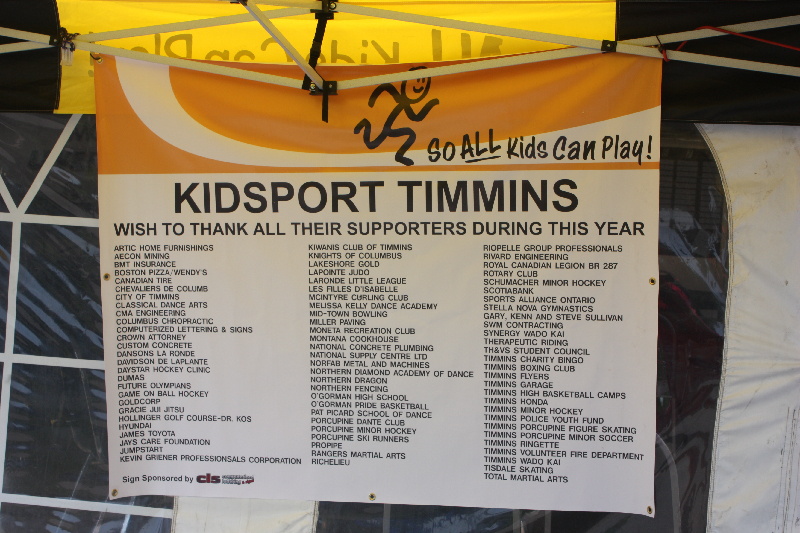 Kids Can Play!
So ALL Kids Can Play!
KIDSPORT TIMMINS
WISH TO THANK ALL THEIR SUPPORTERS DURING THIS YEAR
ARTIC HOME FURNISHINGS
AECON MINING
BMT INSURANCE
BOSTON PIZZA/WENDY'S
CANADIAN TIRE
CHEVALIERS DE COLUMB
CITY OF TIMMINS
CLASSICAL DANCE ARTS
CMA ENGINEERING
COLUMBUS CHROPRACTIC
COMPUTERIZED LETTERING & SIGNS
CROWN ATTORNEY
CUSTOM CONCRETE
DANSONS LA RONDE
DAVIDSON DE LAPLANTE
DAYSTAR HOCKEY CLINIC
DUMAS
FUTURE OLYMPIANS
GAME ON BALL HOCKEY
GOLDCORP
GRACIE JUI JITSU
HOLLINGER GOLF COURSE-DR. KOS
HYUNDAI
JAMES TOYOTA
JAYS CARE FOUNDATION
JUMPSTART
KEVIN GRIENER PROFESSIONALS CORPORATION
KIWANIS CLUB OF TIMMINS
KNIGHTS OF COLUMBUS
LAKESHORE GOLD
LAPOINTE JUDO
LARONDE LITTLE LEAGUE
LES FILLES D'ISABELLE
MCINTYRE CURLING CLUB
MELISSA KELLY DANCE ACADEMY
MID-TOWN BOWLING
MILLER PAVING
MONETA RECREATION CLUB
MONTANA COOKHOUSE
NATIONAL CONCRETE PLUMBING
NATIONAL SUPPLY CENTRE LTD
NORFAB METAL AND MACHINES
NORTHERN DIAMOND ACADEMY OF DANCE
NORTHERN DRAGON
NORTHERN FENCING
O'GORMAN HIGH SCHOOL
O'GORMAN PRIDE BASKETBALL
PAT PICARD SCHOOL OF DANCE
PORCUPINE DANTE CLUB
PORCUPINE MINOR HOCKEY
PORCUPINE SKI RUNNERS
PROPIPE
RANGERS MARTIAL ARTS
RICHELIEU
RIOPELLE GROUP PROFESSIONALS
RIVARD ENGINEERING
ROYAL CANADIAN LEGION BR 287
ROTARY CLUB
SCHUMACHER MINOR HOCKEY
SCOTIABANK
SPORTS ALLIANCE ONTARIO
STELLA NOVA GYMNASTICS
GARY, KENN AND STEVE SULLIVAN
SWM CONTRACTING
SYNERGY WADO KAI
THERAPEUTIC RIDING
TH&VS STUDENT COUNCIL
TIMMINS CHARITY BINGO
TIMMINS BOXING CLUB
TIMMINS FLYERS
TIMMINS GARAGE
TIMMINS HIGH BASKETBALL CAMPS
TIMMINS HONDA
TIMMINS MINOR HOCKEY
TIMMINS POLICE YOUTH FUND
TIMMINS PORCUPINE FIGURE SKATING
TIMMINS PORCUPINE MINOR SOCCER
TIMMINS RINGETTE
TIMMINS VOLUNTEER FIRE DEPARTMENT
TIMMINS WADO KAI
TISDALE SKATING
TOTAL MARTIAL ARTS
Sign Sponsored by cls